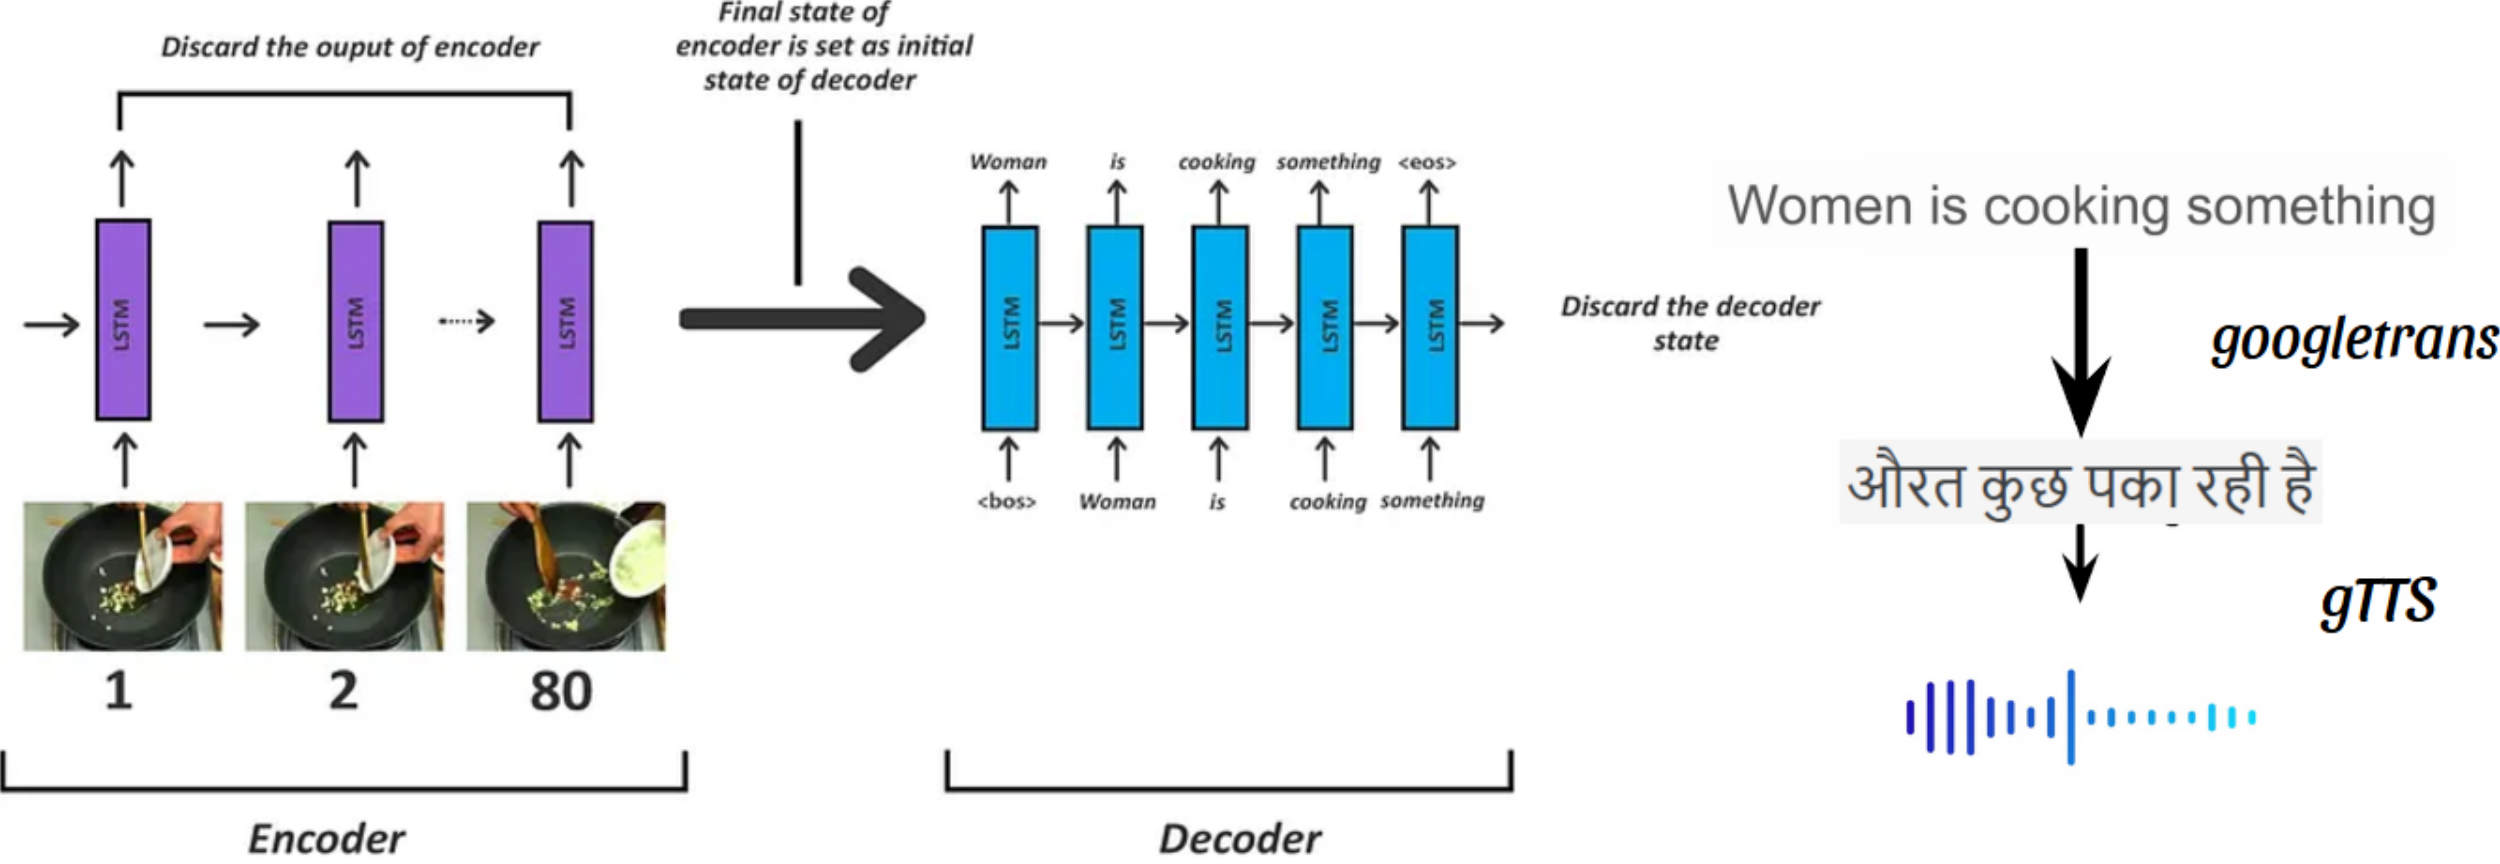 Discard the ouput of encoder
Final state of
encoder is set as initial
state of decoder
LSTM
LSTM
LSTM
1
2
80
Encoder
Woman
is
cooking
something
<eos>
LSTM
LSTM
LSTM
LSTM
LSTM
<bos>
Woman
is
cooking
something
Decoder
Discard the decoder
state
Women is cooking something
googletrans
औरत कुछ पका रही है
gTTS